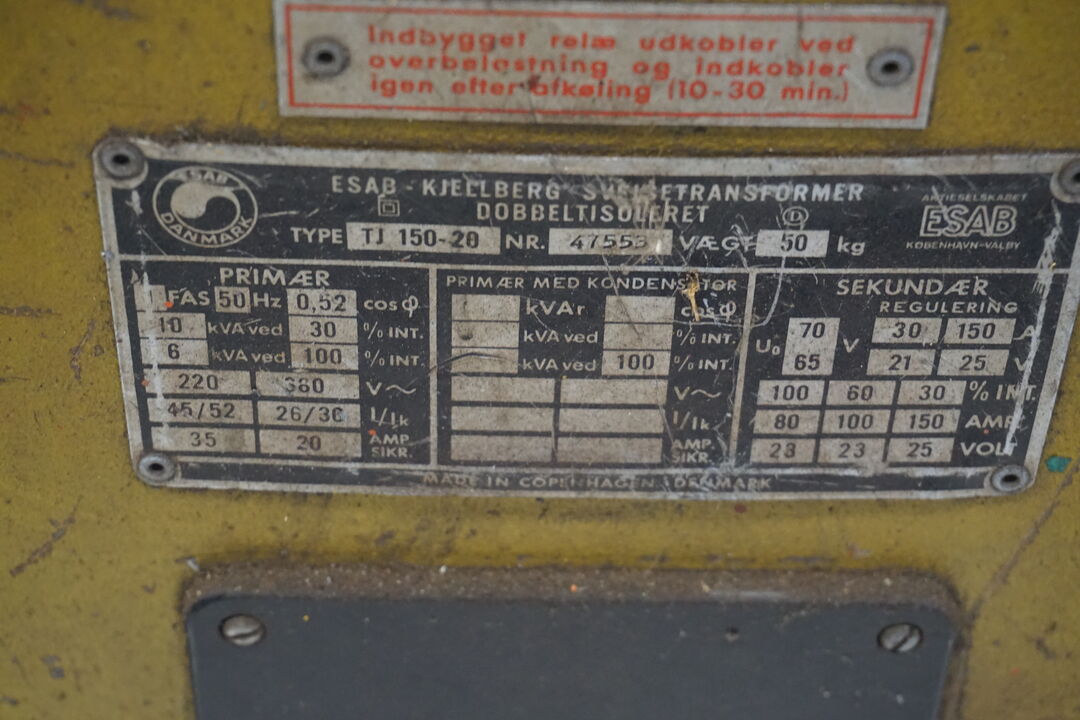 Indbygget relæ udkobler ved
overbelastning og indkobler
igen efter afkøling (10-30 min.)
ESAB
DANMARK
ESAB - KJELLBERG SVEJSETRANSFORMER
DOBBELTISOLERET
TYPE TJ 150-20 NR. 47553 VÆGT 50 kg
AKTIESELSKABET
ESAB
KØBENHAVN-VALBY
PRIMÆR
1 FAS 50 Hz 0,52 cos φ
10 kVA ved 30 % INT.
6 kVA ved 100 % INT.
220 380 V~
45/52 26/30 I/Ik
35 20 AMP. SIKR.
PRIMÆR MED KONDENSATOR
kVAr cos φ
kVA ved % INT.
kVA ved 100 % INT.
V~
I/Ik
AMP. SIKR.
SEKUNDÆR
REGULERING
U₀ 70 65 V
30 150 A
21 25 V
100 60 30 % INT.
80 100 150 AMP.
23 23 25 VOLT
MADE IN COPENHAGEN DENMARK